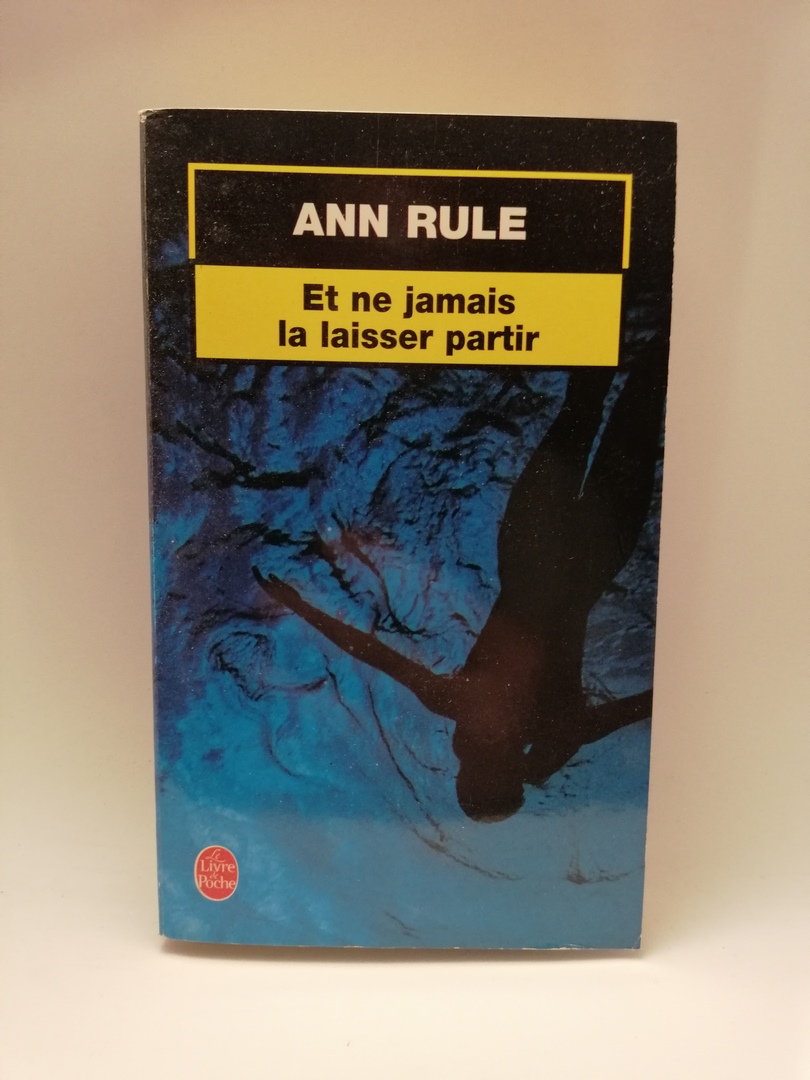 ANN RULE
Et ne jamais
la laisser partir
Le
Livre
de
Poche